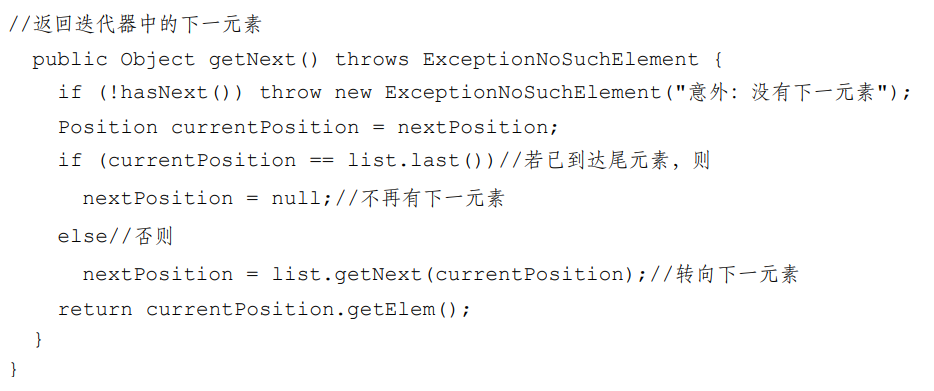 //返回迭代器中的下一元素
public Object getNext() throws ExceptionNoSuchElement {
if (!hasNext()) throw new ExceptionNoSuchElement("意外：没有下一元素");
Position currentPosition = nextPosition;
if (currentPosition == list.last())//若已到达尾元素，则
nextPosition = null;//不再有下一元素
else//否则
nextPosition = list.getNext(currentPosition);//转向下一元素
return currentPosition.getElem();
}
}